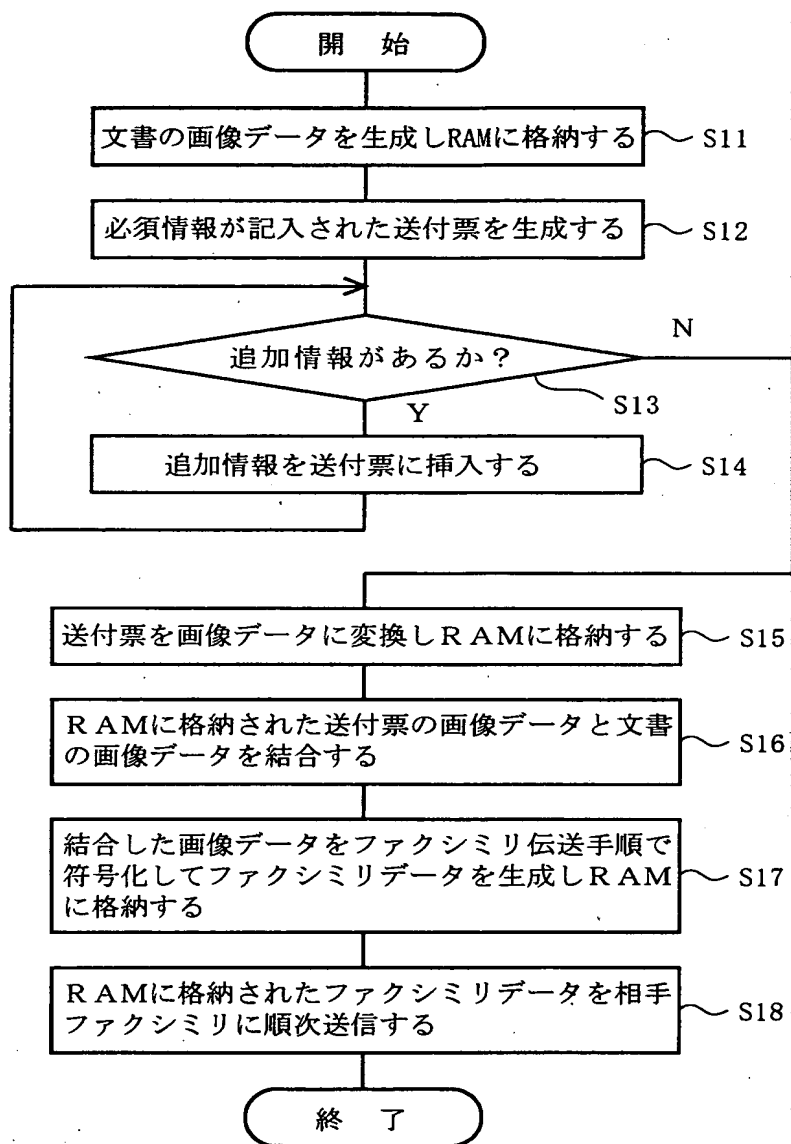 開 始
文書の画像データを生成しRAMに格納する
S11
必須情報が記入された送付票を生成する
S12
追加情報があるか？
N
S13
Y
追加情報を送付票に挿入する
S14
送付票を画像データに変換しＲＡＭに格納する
S15
ＲＡＭに格納された送付票の画像データと文書
の画像データを結合する
S16
結合した画像データをファクシミリ伝送手順で
符号化してファクシミリデータを生成しＲＡＭ
に格納する
S17
ＲＡＭに格納されたファクシミリデータを相手
ファクシミリに順次送信する
S18
終 了